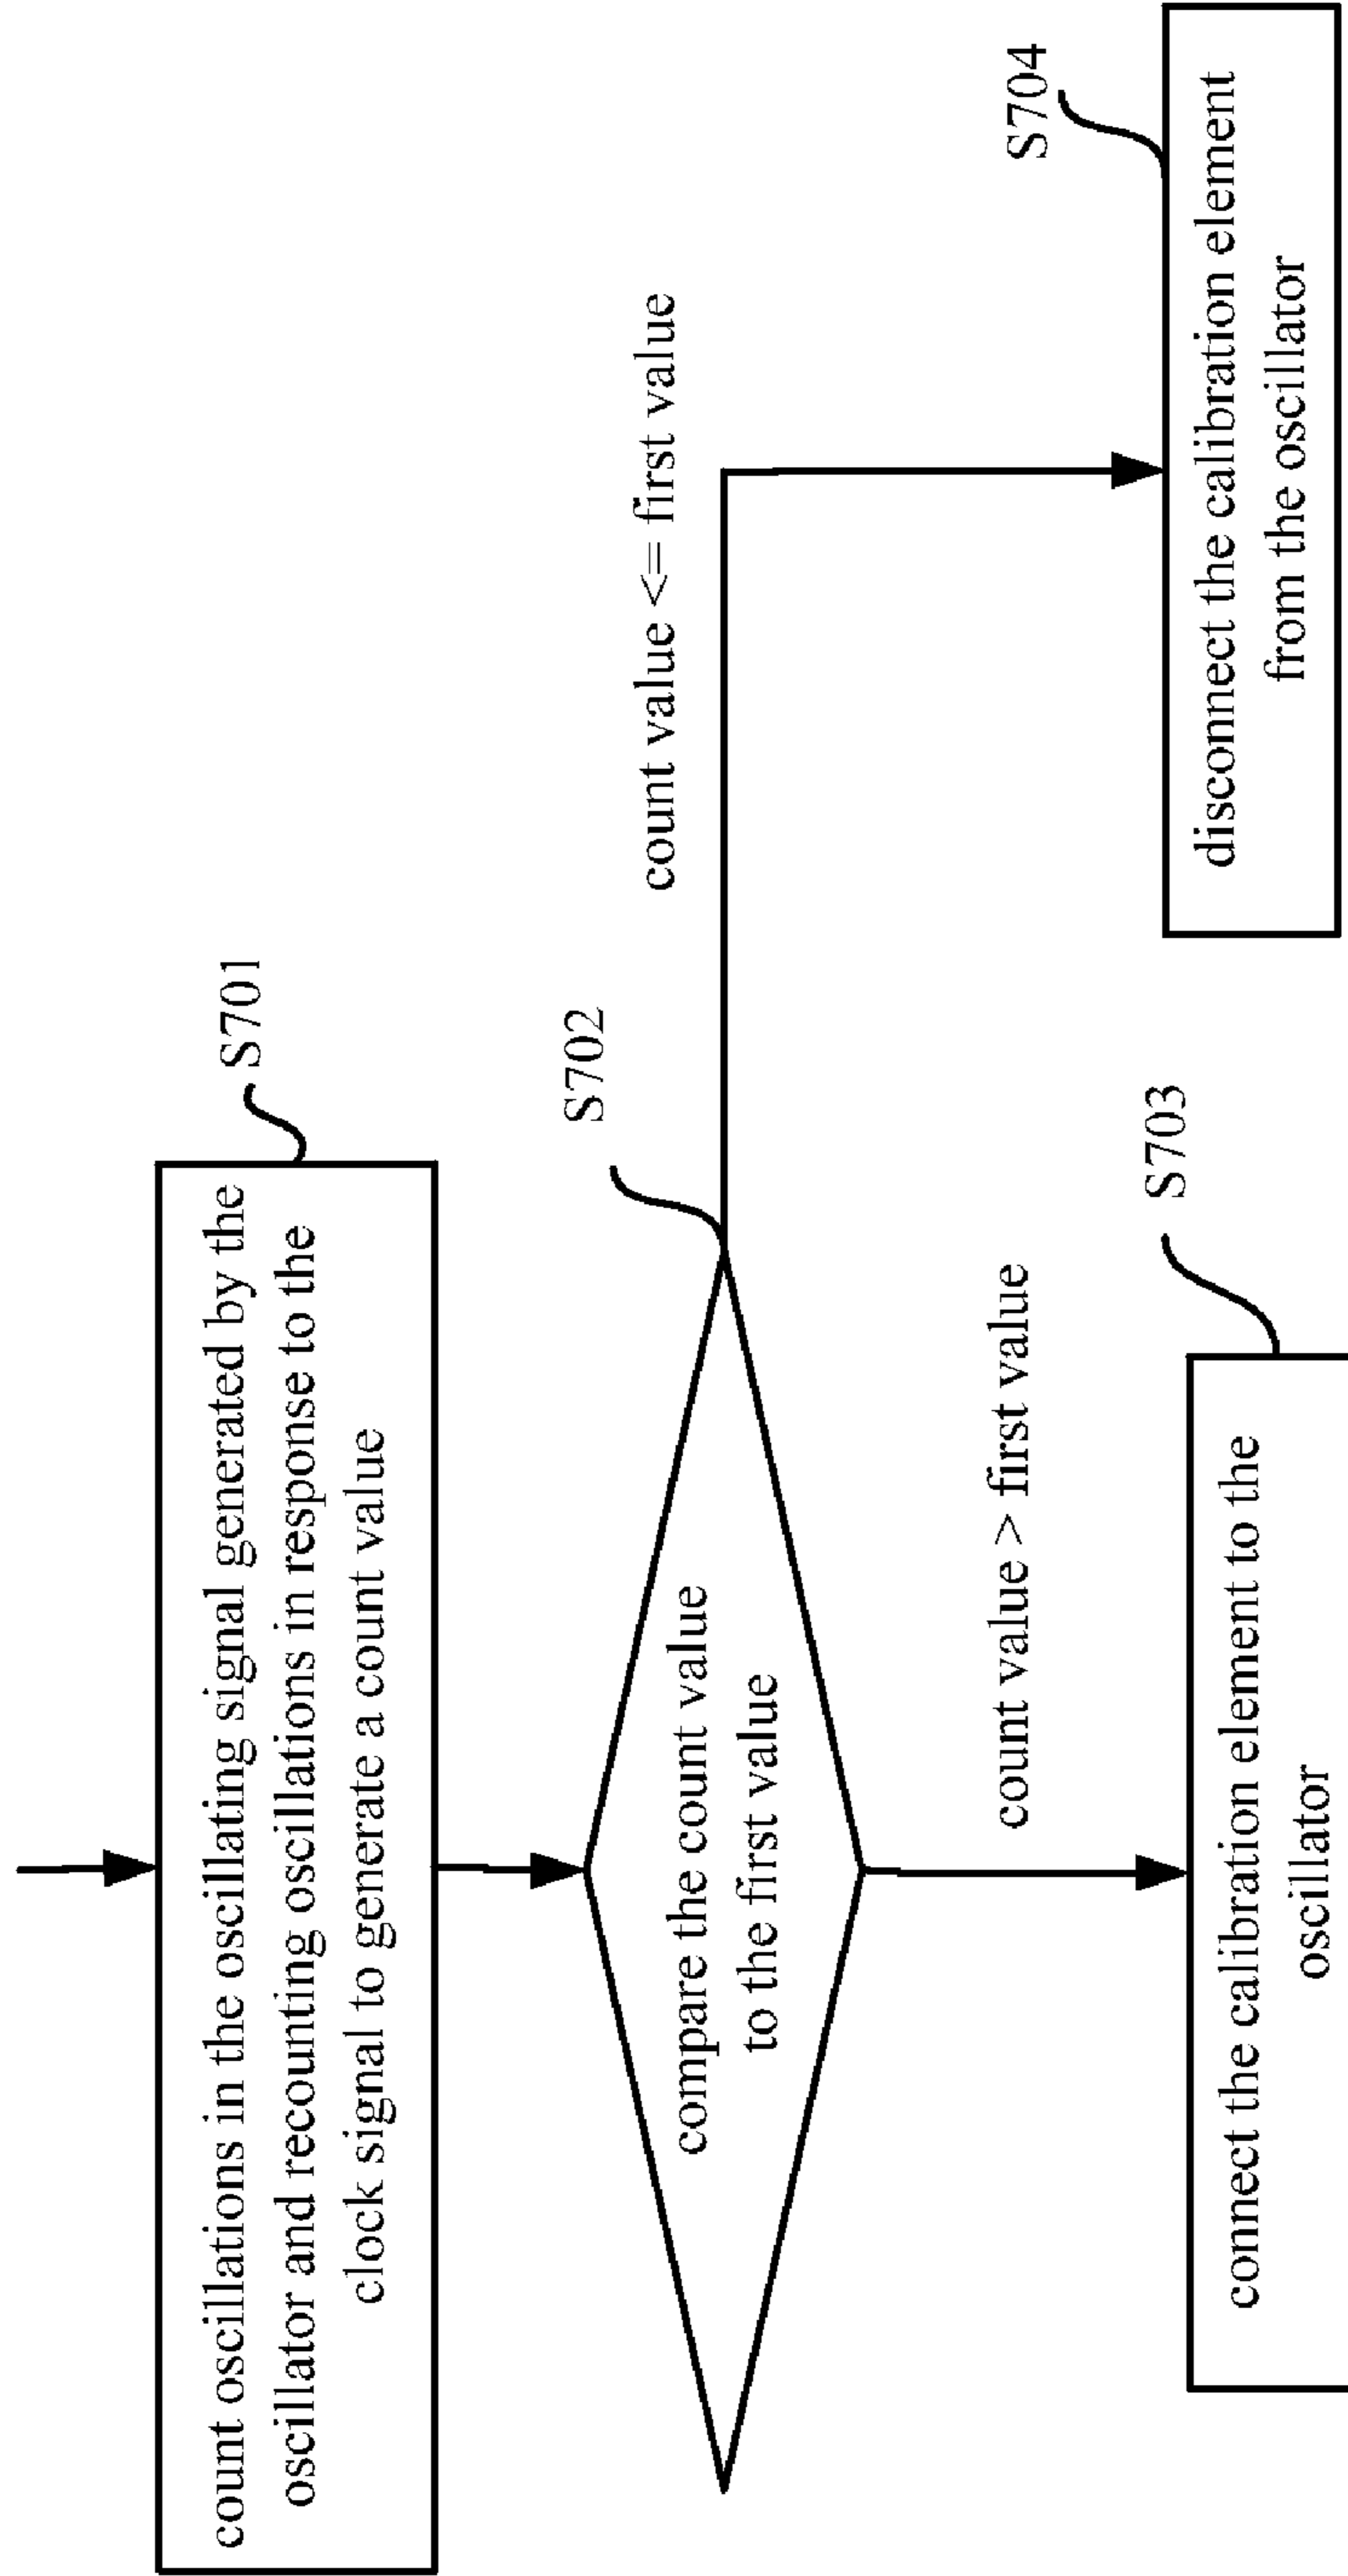 count oscillations in the oscillating signal generated by the
oscillator and recounting oscillations in response to the
clock signal to generate a count value
S701
compare the count value
to the first value
S702
count value <= first value
count value > first value
connect the calibration element to the
oscillator
S703
disconnect the calibration element
from the oscillator
S704